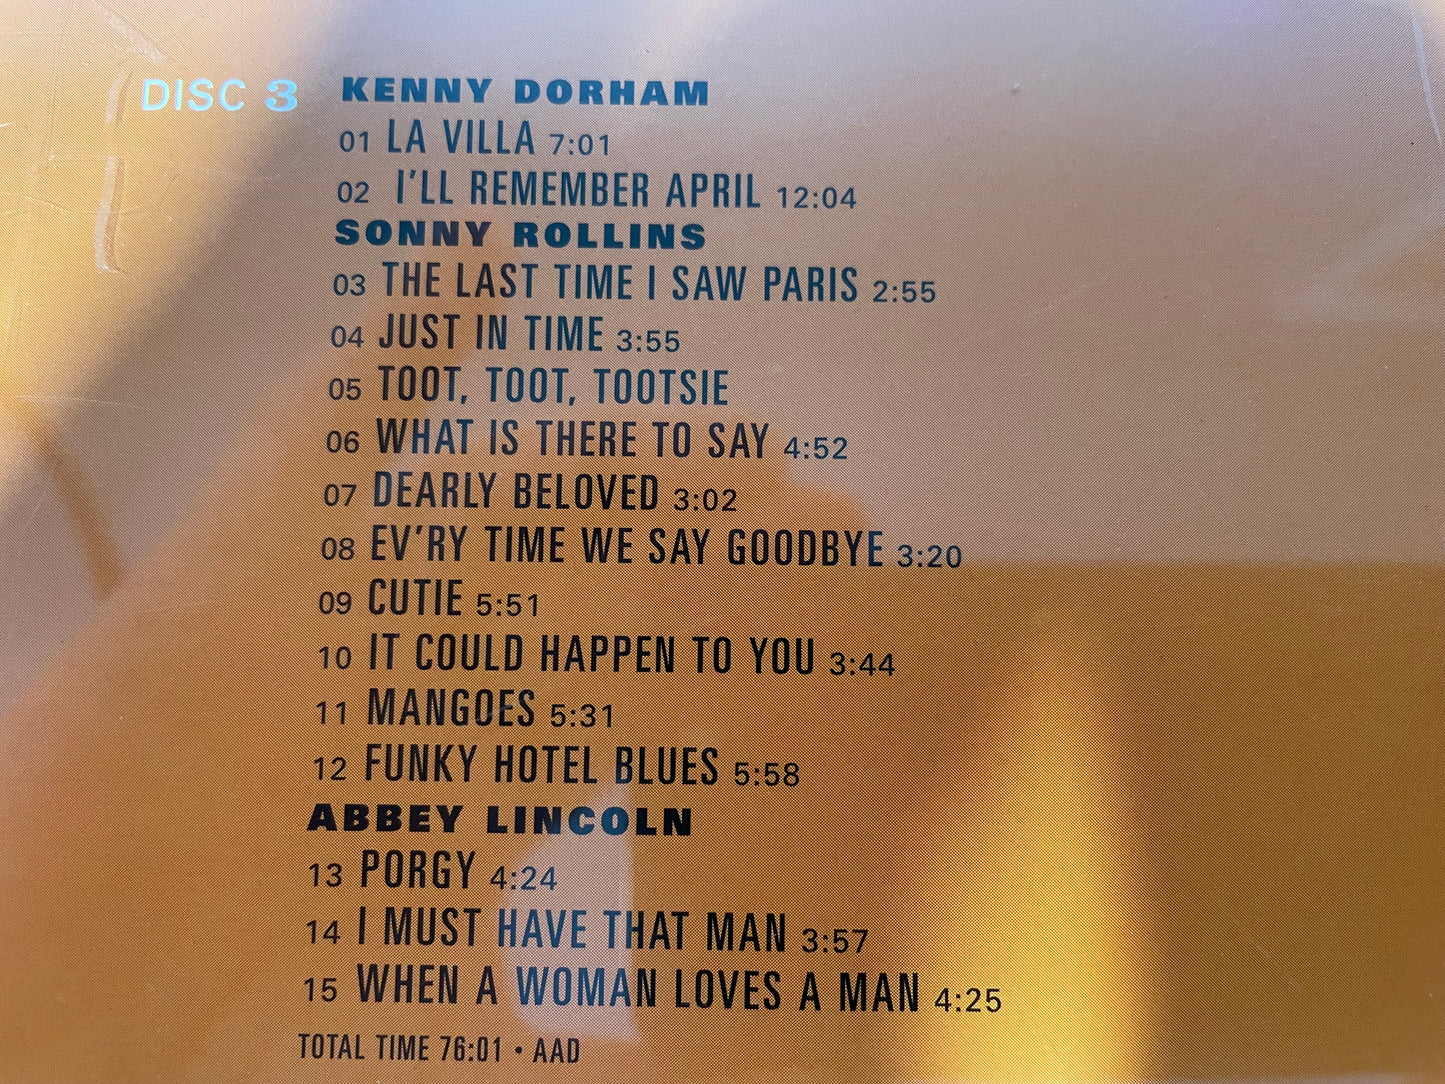 DISC 3 KENNY DORHAM
01 LA VILLA 7:01
02 I'LL REMEMBER APRIL 12:04
SONNY ROLLINS
03 THE LAST TIME I SAW PARIS 2:55
04 JUST IN TIME 3:55
05 TOOT, TOOT, TOOTSIE
06 WHAT IS THERE TO SAY 4:52
07 DEARLY BELOVED 3:02
08 EV'RY TIME WE SAY GOODBYE 3:20
09 CUTIE 5:51
10 IT COULD HAPPEN TO YOU 3:44
11 MANGOES 5:31
12 FUNKY HOTEL BLUES 5:58
ABBEY LINCOLN
13 PORGY 4:24
14 I MUST HAVE THAT MAN 3:57
15 WHEN A WOMAN LOVES A MAN 4:25
TOTAL TIME 76:01 • AAD